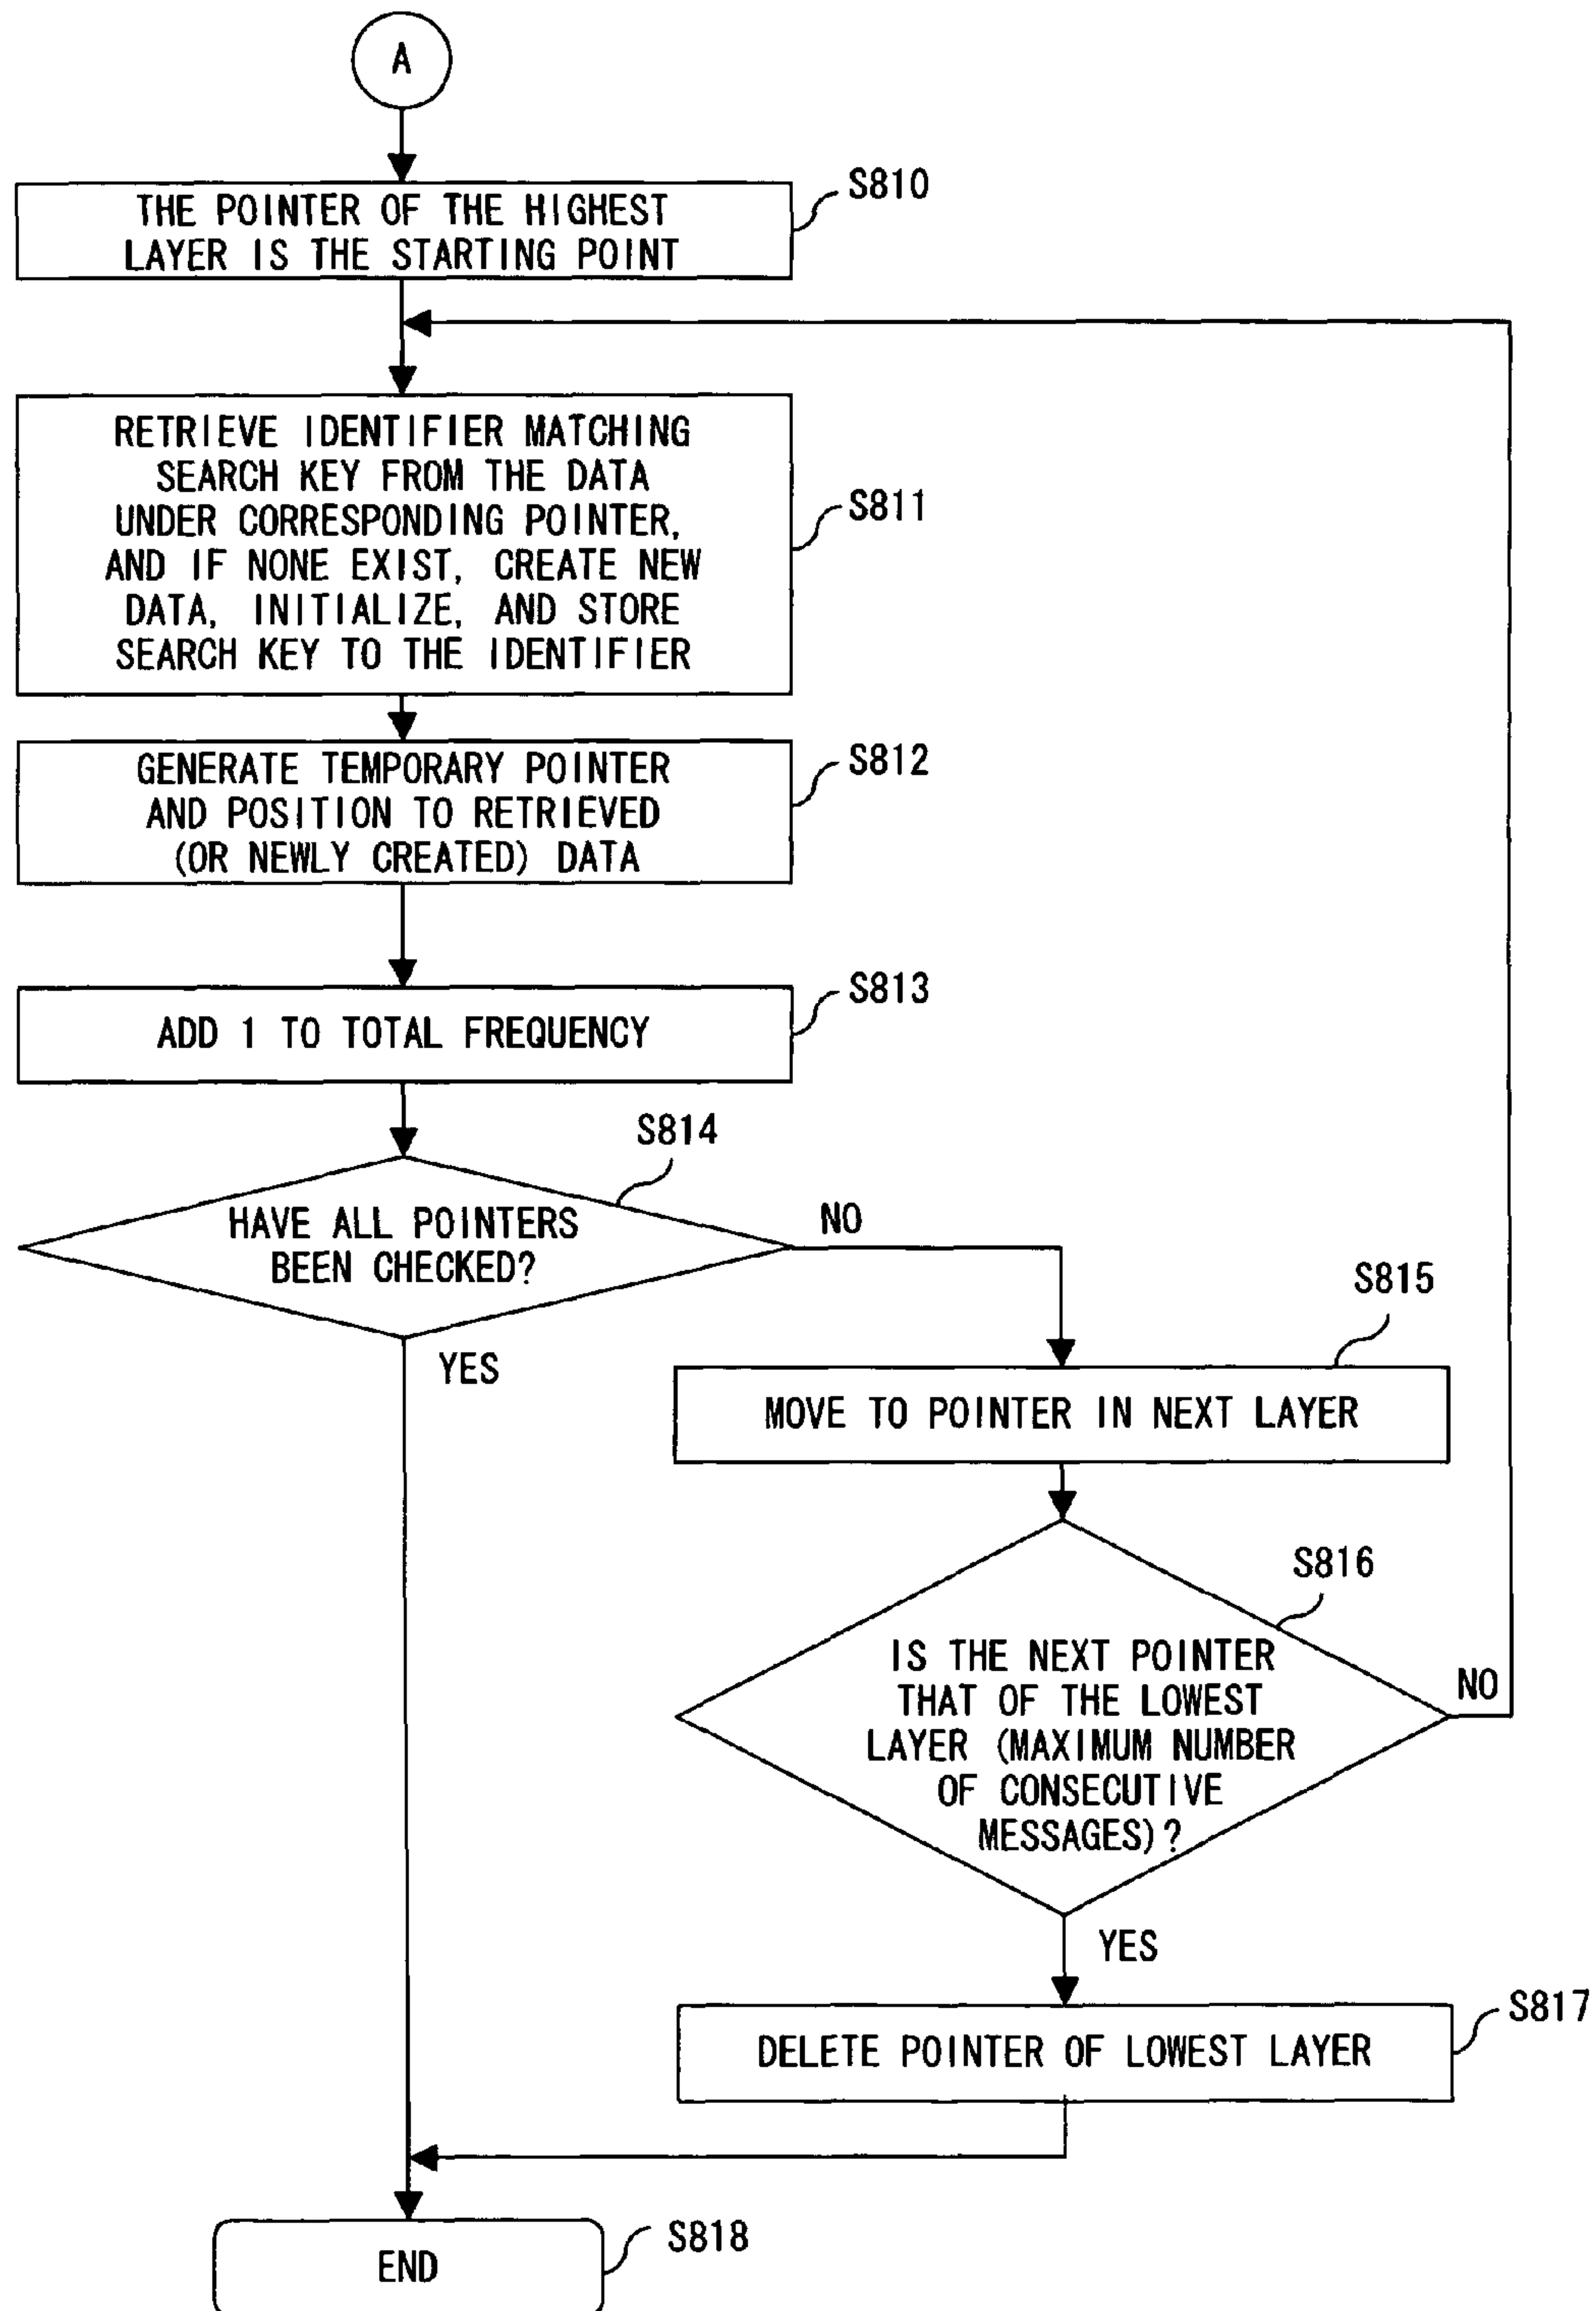 A
THE POINTER OF THE HIGHEST
LAYER IS THE STARTING POINT
S810
RETRIEVE IDENTIFIER MATCHING
SEARCH KEY FROM THE DATA
UNDER CORRESPONDING POINTER,
AND IF NONE EXIST, CREATE NEW
DATA, INITIALIZE, AND STORE
SEARCH KEY TO THE IDENTIFIER
S811
GENERATE TEMPORARY POINTER
AND POSITION TO RETRIEVED
(OR NEWLY CREATED) DATA
S812
ADD 1 TO TOTAL FREQUENCY
S813
S814
HAVE ALL POINTERS
BEEN CHECKED?
NO
YES
S815
MOVE TO POINTER IN NEXT LAYER
S816
IS THE NEXT POINTER
THAT OF THE LOWEST
LAYER (MAXIMUM NUMBER
OF CONSECUTIVE
MESSAGES)?
NO
YES
DELETE POINTER OF LOWEST LAYER
S817
END
S818